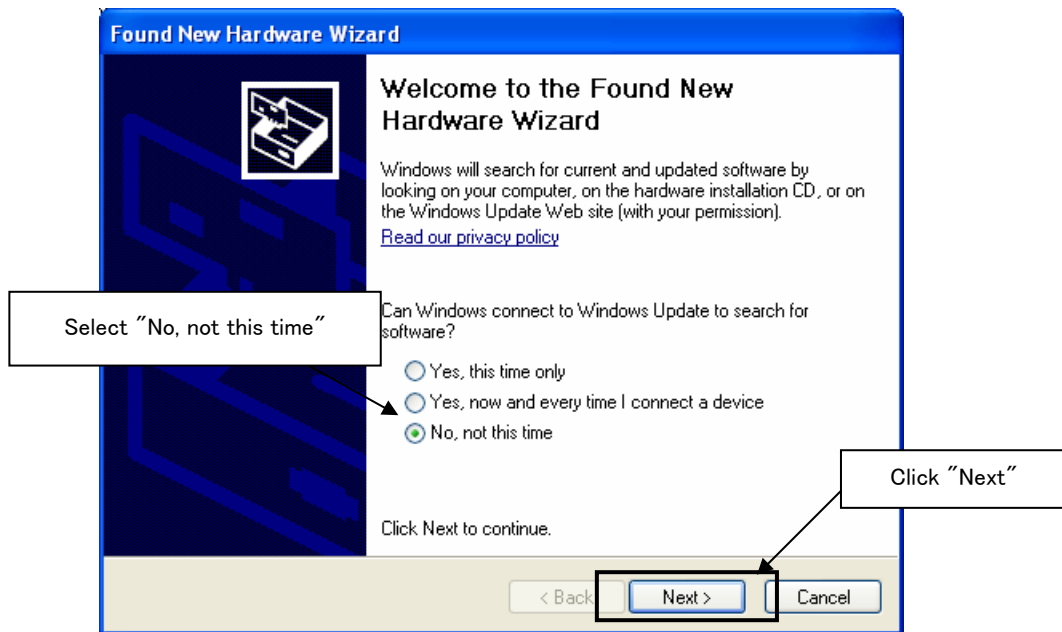 Found New Hardware Wizard
Welcome to the Found New
Hardware Wizard
Windows will search for current and updated software by
looking on your computer, on the hardware installation CD, or on
the Windows Update Web site (with your permission).
Read our privacy policy
Select "No, not this time"
Can Windows connect to Windows Update to search for
software?
Yes, this time only
Yes, now and every time I connect a device
No, not this time
Click "Next"
Click Next to continue.
< Back
Next >
Cancel